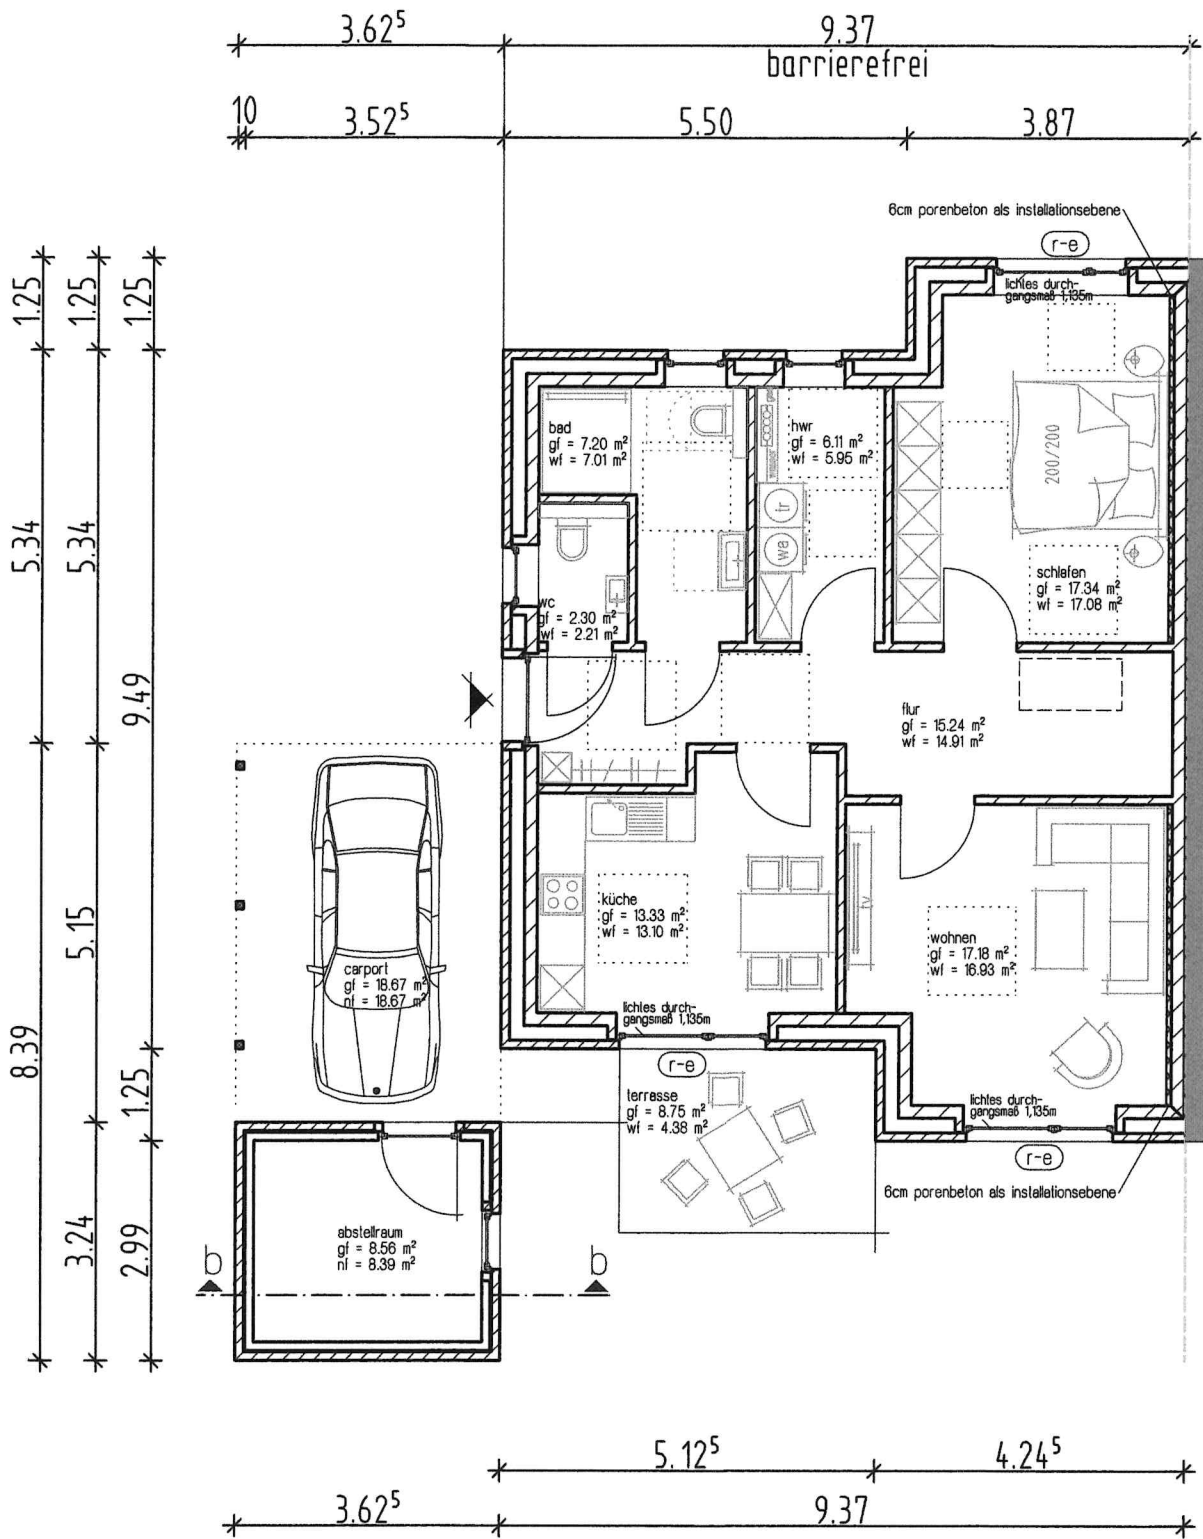 3.62⁵
9.37
barrierefrei
10
3.52⁵
5.50
3.87
6cm porenbeton als installationsebene
r-e
lichtes durch-
gangsmaß 1,135m
1.25
1.25
1.25
bad
gf = 7.20 m²
wf = 7.01 m²
hwr
gf = 6.11 m²
wf = 5.95 m²
200/200
tr
wa
5.34
5.34
9.49
schlafen
gf = 17.34 m²
wf = 17.08 m²
wc
gf = 2.30 m²
wf = 2.21 m²
flur
gf = 15.24 m²
wf = 14.91 m²
küche
gf = 13.33 m²
wf = 13.10 m²
tv
wohnen
gf = 17.18 m²
wf = 16.93 m²
carport
gf = 18.67 m²
nf = 18.67 m²
5.15
8.39
1.25
lichtes durch-
gangsmaß 1,135m
r-e
terrasse
gf = 8.75 m²
wf = 4.38 m²
lichtes durch-
gangsmaß 1,135m
r-e
6cm porenbeton als installationsebene
abstellraum
gf = 8.56 m²
nf = 8.39 m²
3.24
2.99
b
b
5.12⁵
4.24⁵
3.62⁵
9.37